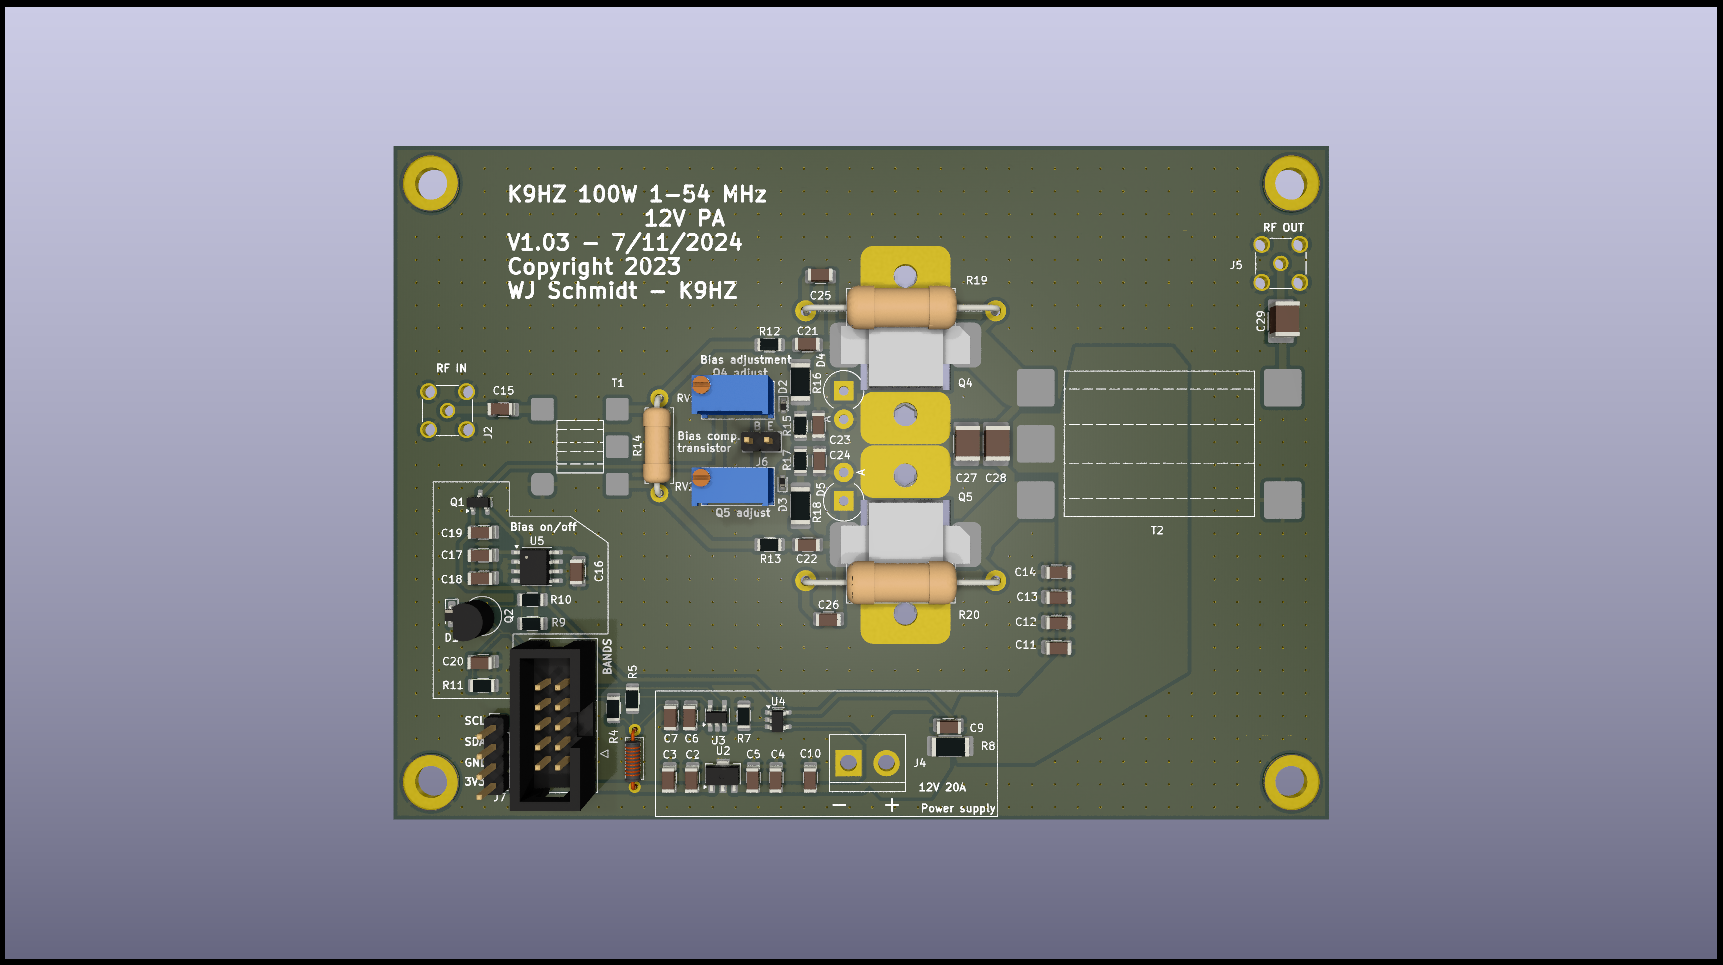 K9HZ 100W 1-54 MHz
12V PA
V1.03 - 7/11/2024
Copyright 2023
WJ Schmidt - K9HZ
RF OUT
J5
R19
C25
C29
R12 C21
D4
Bias adjustment
Q4 adjust
RF IN
T1
D2
R16
Q4
C15
J2
R14
R15
A
B E
Bias comp.
transistor
J6
R17
C23
C24
A
C27 C28
Q5
D3
D5
R18
Q5 adjust
T2
Q1
Bias on/off
U5
C19
C17
C18
C16
R13 C22
C14
C13
C12
C11
R10
R9
Q2
C26
R20
C20
R11
BANDS
R5
R4
SCL
GND
3V3
J7
U4
C7 C6 J3 R7
C3 C2 U2 C5 C4 C10
C9
R8
J4
12V 20A
- +
Power supply